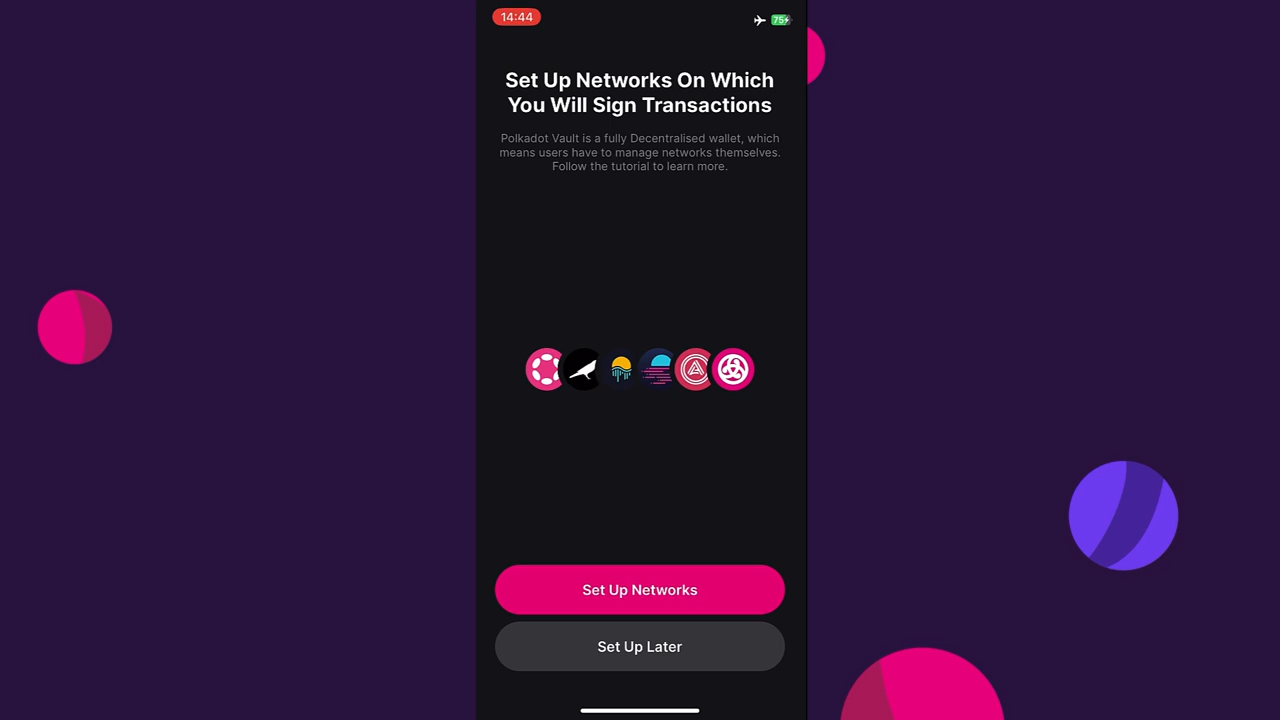 14:44
75
Set Up Networks On Which
You Will Sign Transactions
Polkadot Vault is a fully Decentralised wallet, which
means users have to manage networks themselves.
Follow the tutorial to learn more.
Set Up Networks
Set Up Later